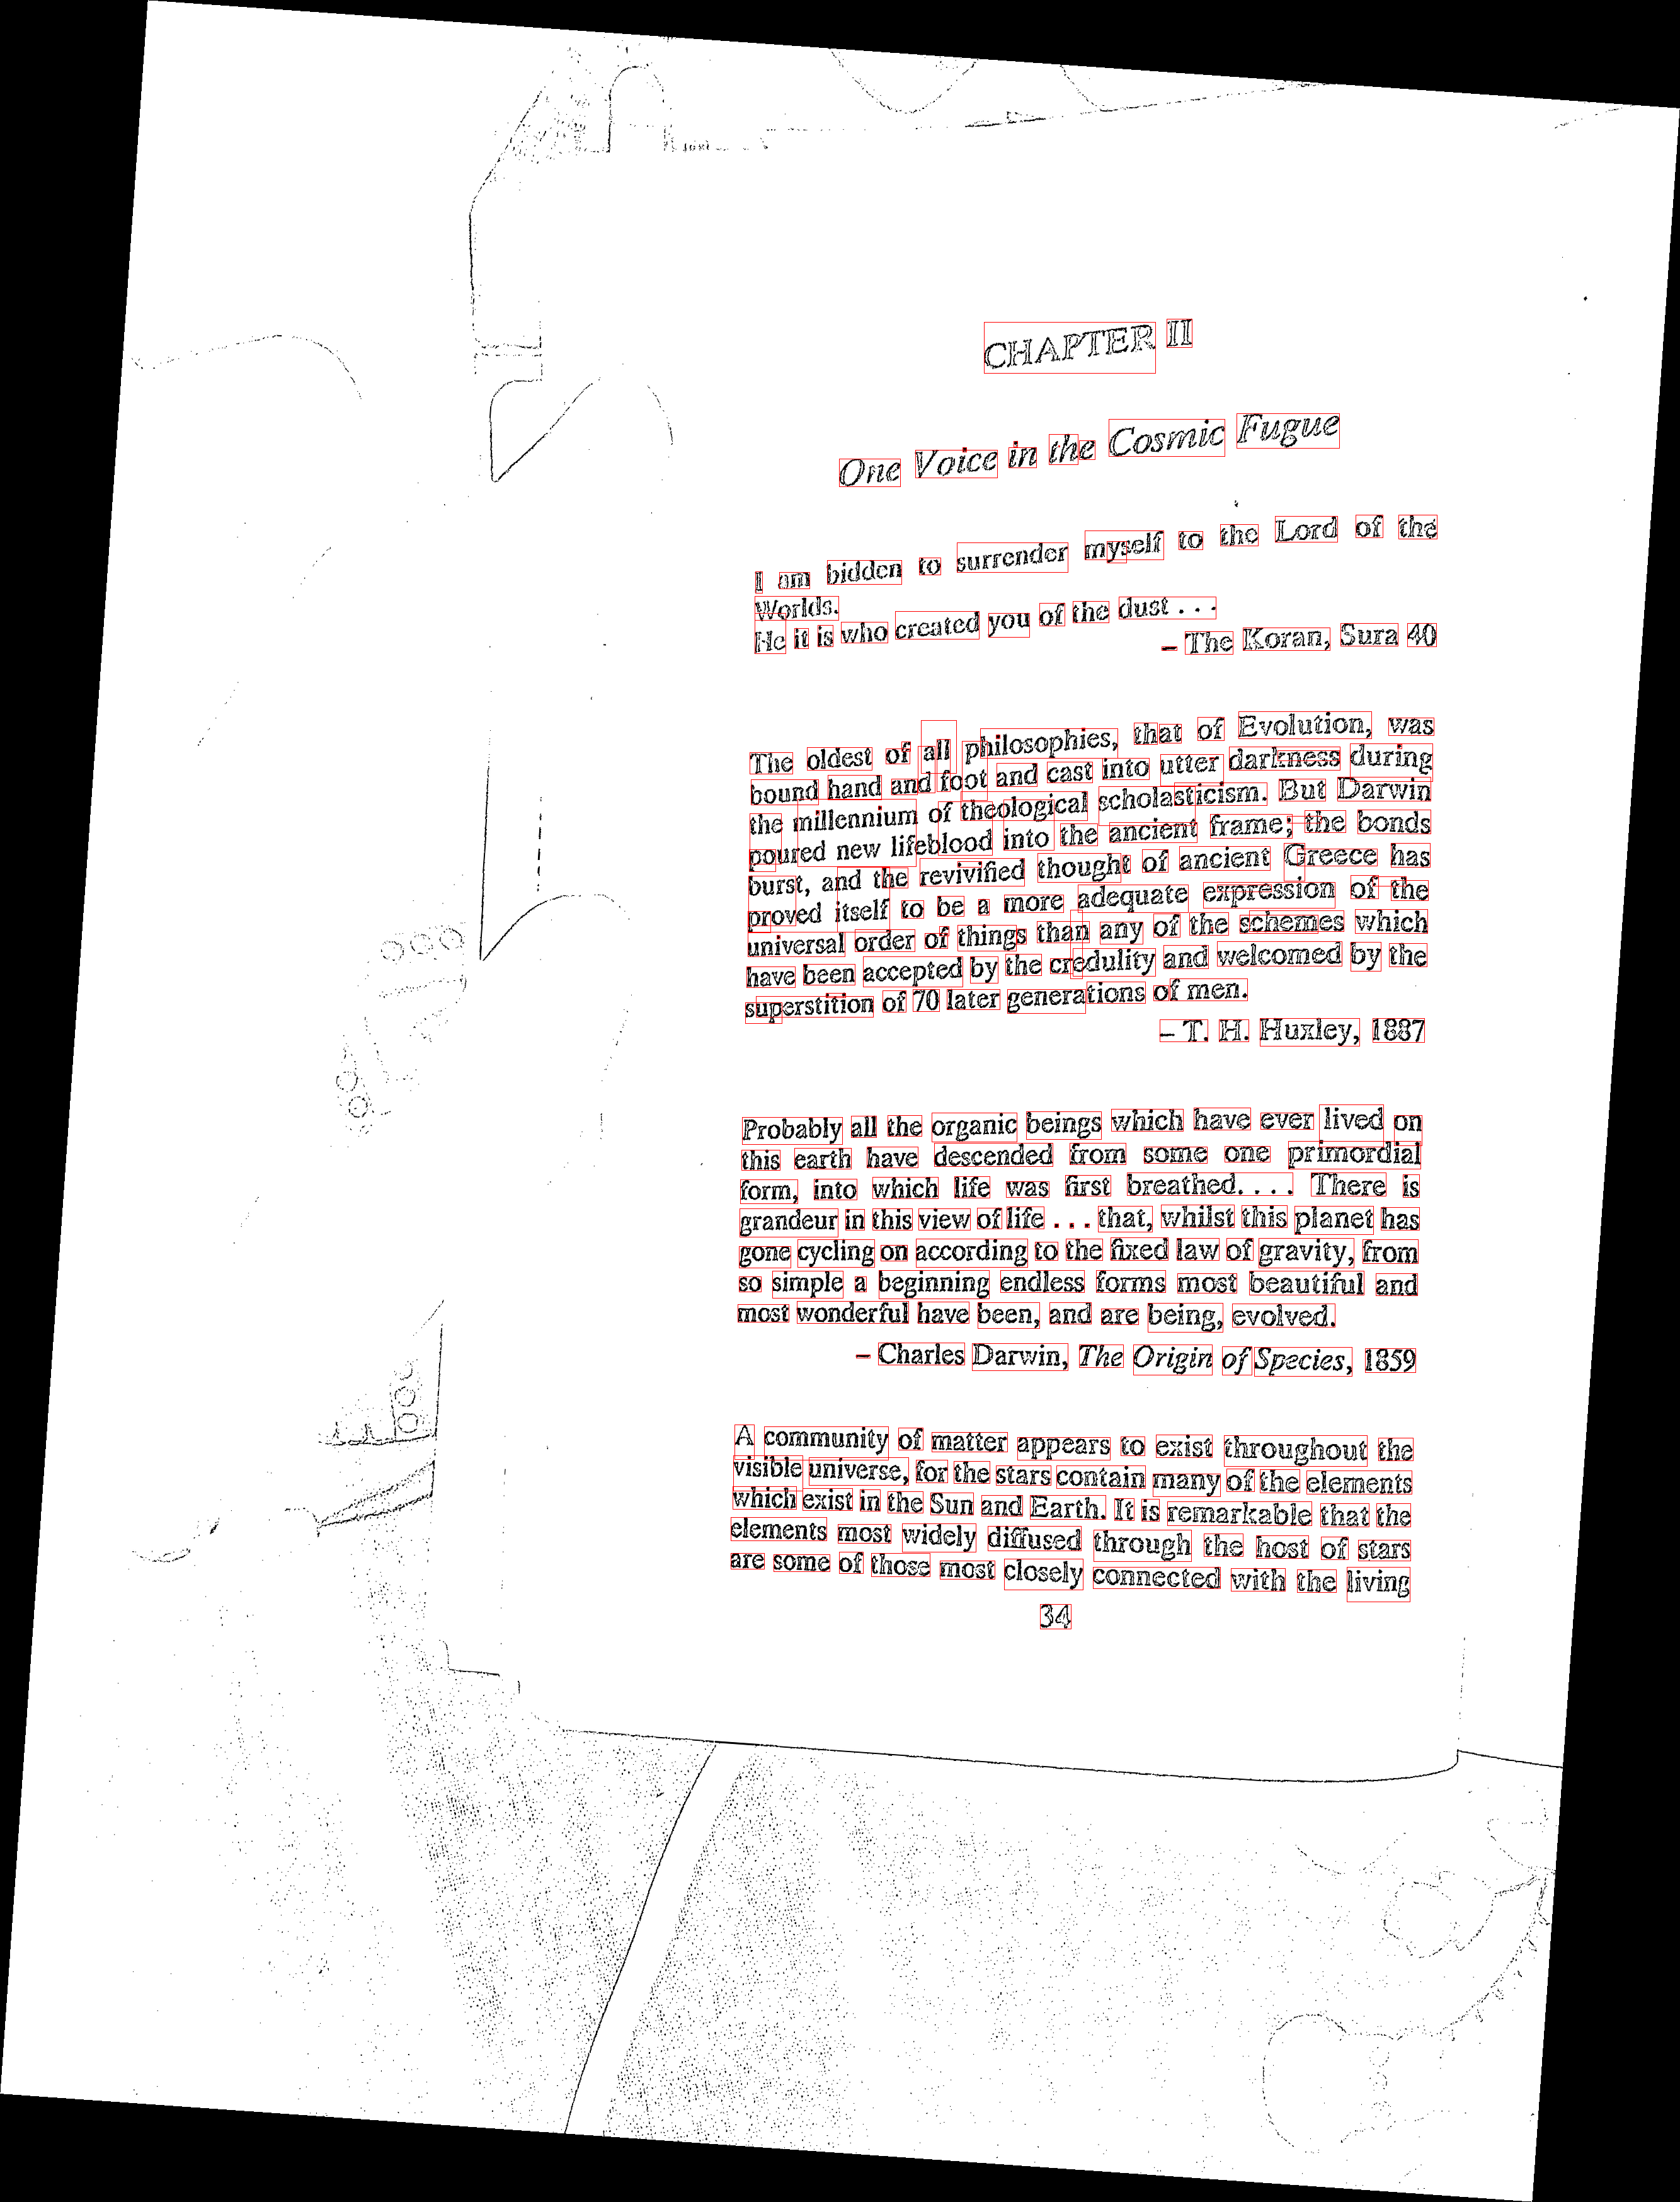 CHAPTER II
One Voice in the Cosmic Fugue
I am bidden to surrender myself to the Lord of the
Worlds.
He it is who created you of the dust . . .
– The Koran, Sura 40
The oldest of all philosophies, that of Evolution, was
bound hand and foot and cast into utter darkness during
the millennium of theological scholasticism. But Darwin
poured new lifeblood into the ancient frame; the bonds
burst, and the revivified thought of ancient Greece has
proved itself to be a more adequate expression of the
universal order of things than any of the schemes which
have been accepted by the credulity and welcomed by the
superstition of 70 later generations of men.
– T. H. Huxley, 1887
Probably all the organic beings which have ever lived on
this earth have descended from some one primordial
form, into which life was first breathed. . . . There is
grandeur in this view of life . . . that, whilst this planet has
gone cycling on according to the fixed law of gravity, from
so simple a beginning endless forms most beautiful and
most wonderful have been, and are being, evolved.
– Charles Darwin, The Origin of Species, 1859
A community of matter appears to exist throughout the
visible universe, for the stars contain many of the elements
which exist in the Sun and Earth. It is remarkable that the
elements most widely diffused through the host of stars
are some of those most closely connected with the living
34